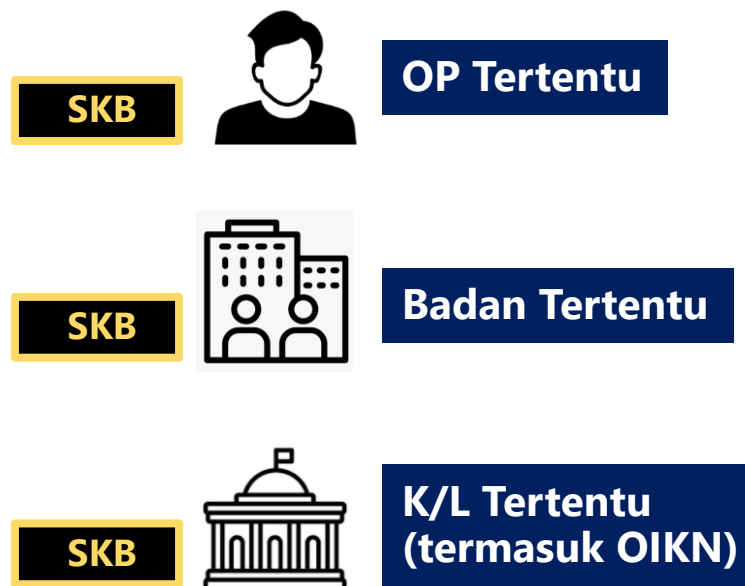 SKB
OP Tertentu
SKB
Badan Tertentu
SKB
K/L Tertentu
(termasuk OIKN)